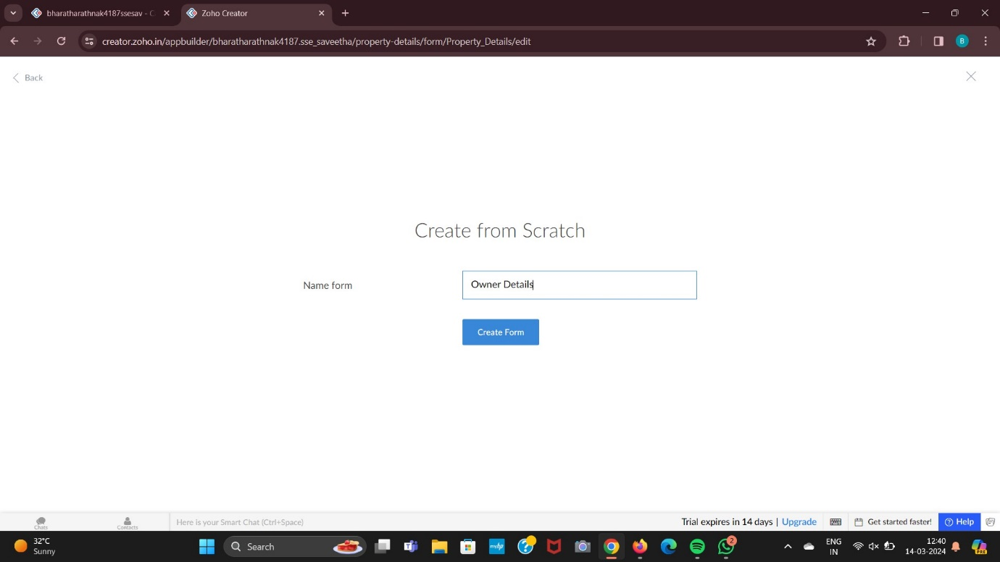 bharatharathnak4187ssesav - C
Zoho Creator
creator.zoho.in/appbuilder/bharatharathnak4187.sse_saveetha/property-details/form/Property_Details/edit
B
Back
Create from Scratch
Name form
Owner Details
Create Form
Chats
Contacts
Here is your Smart Chat (Ctrl+Space)
Trial expires in 14 days | Upgrade
Get started faster!
Help
32°C
Sunny
Search
myhp
2
ENG
IN
12:40
14-03-2024
PRE